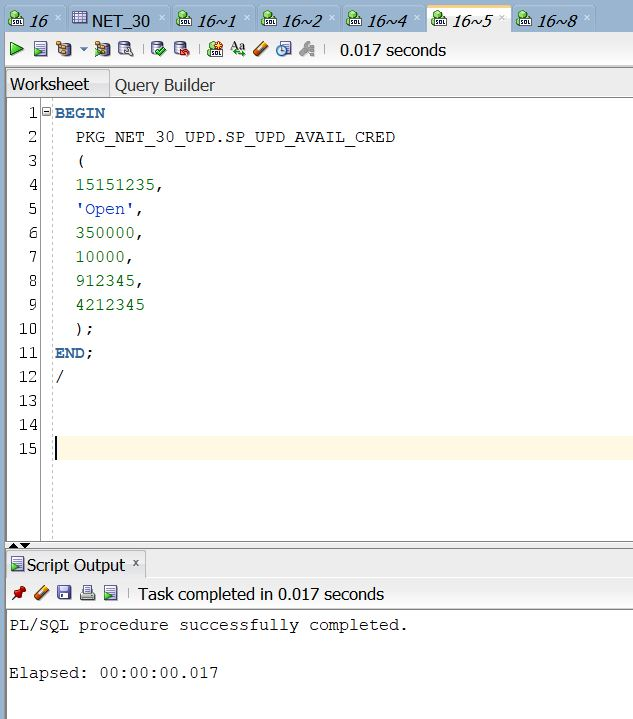 16 NET_30 16~1 16~2 16~4 16~5 16~8
0.017 seconds
Worksheet Query Builder
1 BEGIN
2 PKG_NET_30_UPD.SP_UPD_AVAIL_CRED
3 (
4 15151235,
5 'Open',
6 350000,
7 10000,
8 912345,
9 4212345
10 );
11 END;
12 /
13
14
15
Script Output
Task completed in 0.017 seconds
PL/SQL procedure successfully completed.
Elapsed: 00:00:00.017